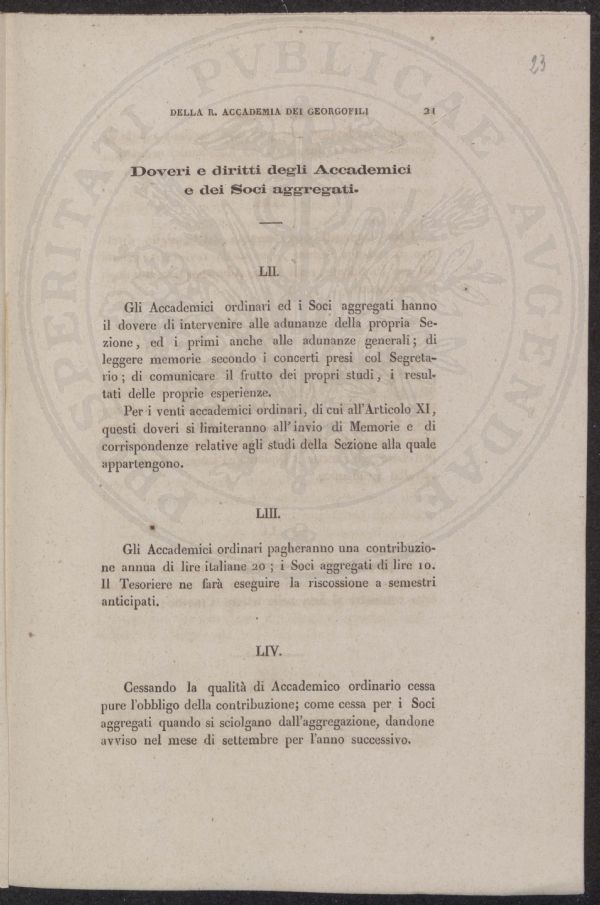 23
DELLA R. ACCADEMIA DEI GEORGOFILI 21
Doveri e diritti degli Accademici
e dei Soci aggregati.
LII.
Gli Accademici ordinari ed i Soci aggregati hanno
il dovere di intervenire alle adunanze della propria Se-
zione, ed i primi anche alle adunanze generali; di
leggere memorie secondo i concerti presi col Segreta-
rio; di comunicare il frutto dei propri studi, i resul-
tati delle proprie esperienze.
Per i venti accademici ordinari, di cui all'Articolo XI,
questi doveri si limiteranno all'invio di Memorie e di
corrispondenze relative agli studi della Sezione alla quale
appartengono.
LIII.
Gli Accademici ordinari pagheranno una contribuzio-
ne annua di lire italiane 20; i Soci aggregati di lire 10.
Il Tesoriere ne farà eseguire la riscossione a semestri
anticipati.
LIV.
Cessando la qualità di Accademico ordinario cessa
pure l'obbligo della contribuzione; come cessa per i Soci
aggregati quando si sciolgano dall'aggregazione, dandone
avviso nel mese di settembre per l'anno successivo.
PROSPERITATI PVBLICAE AVGENDAE